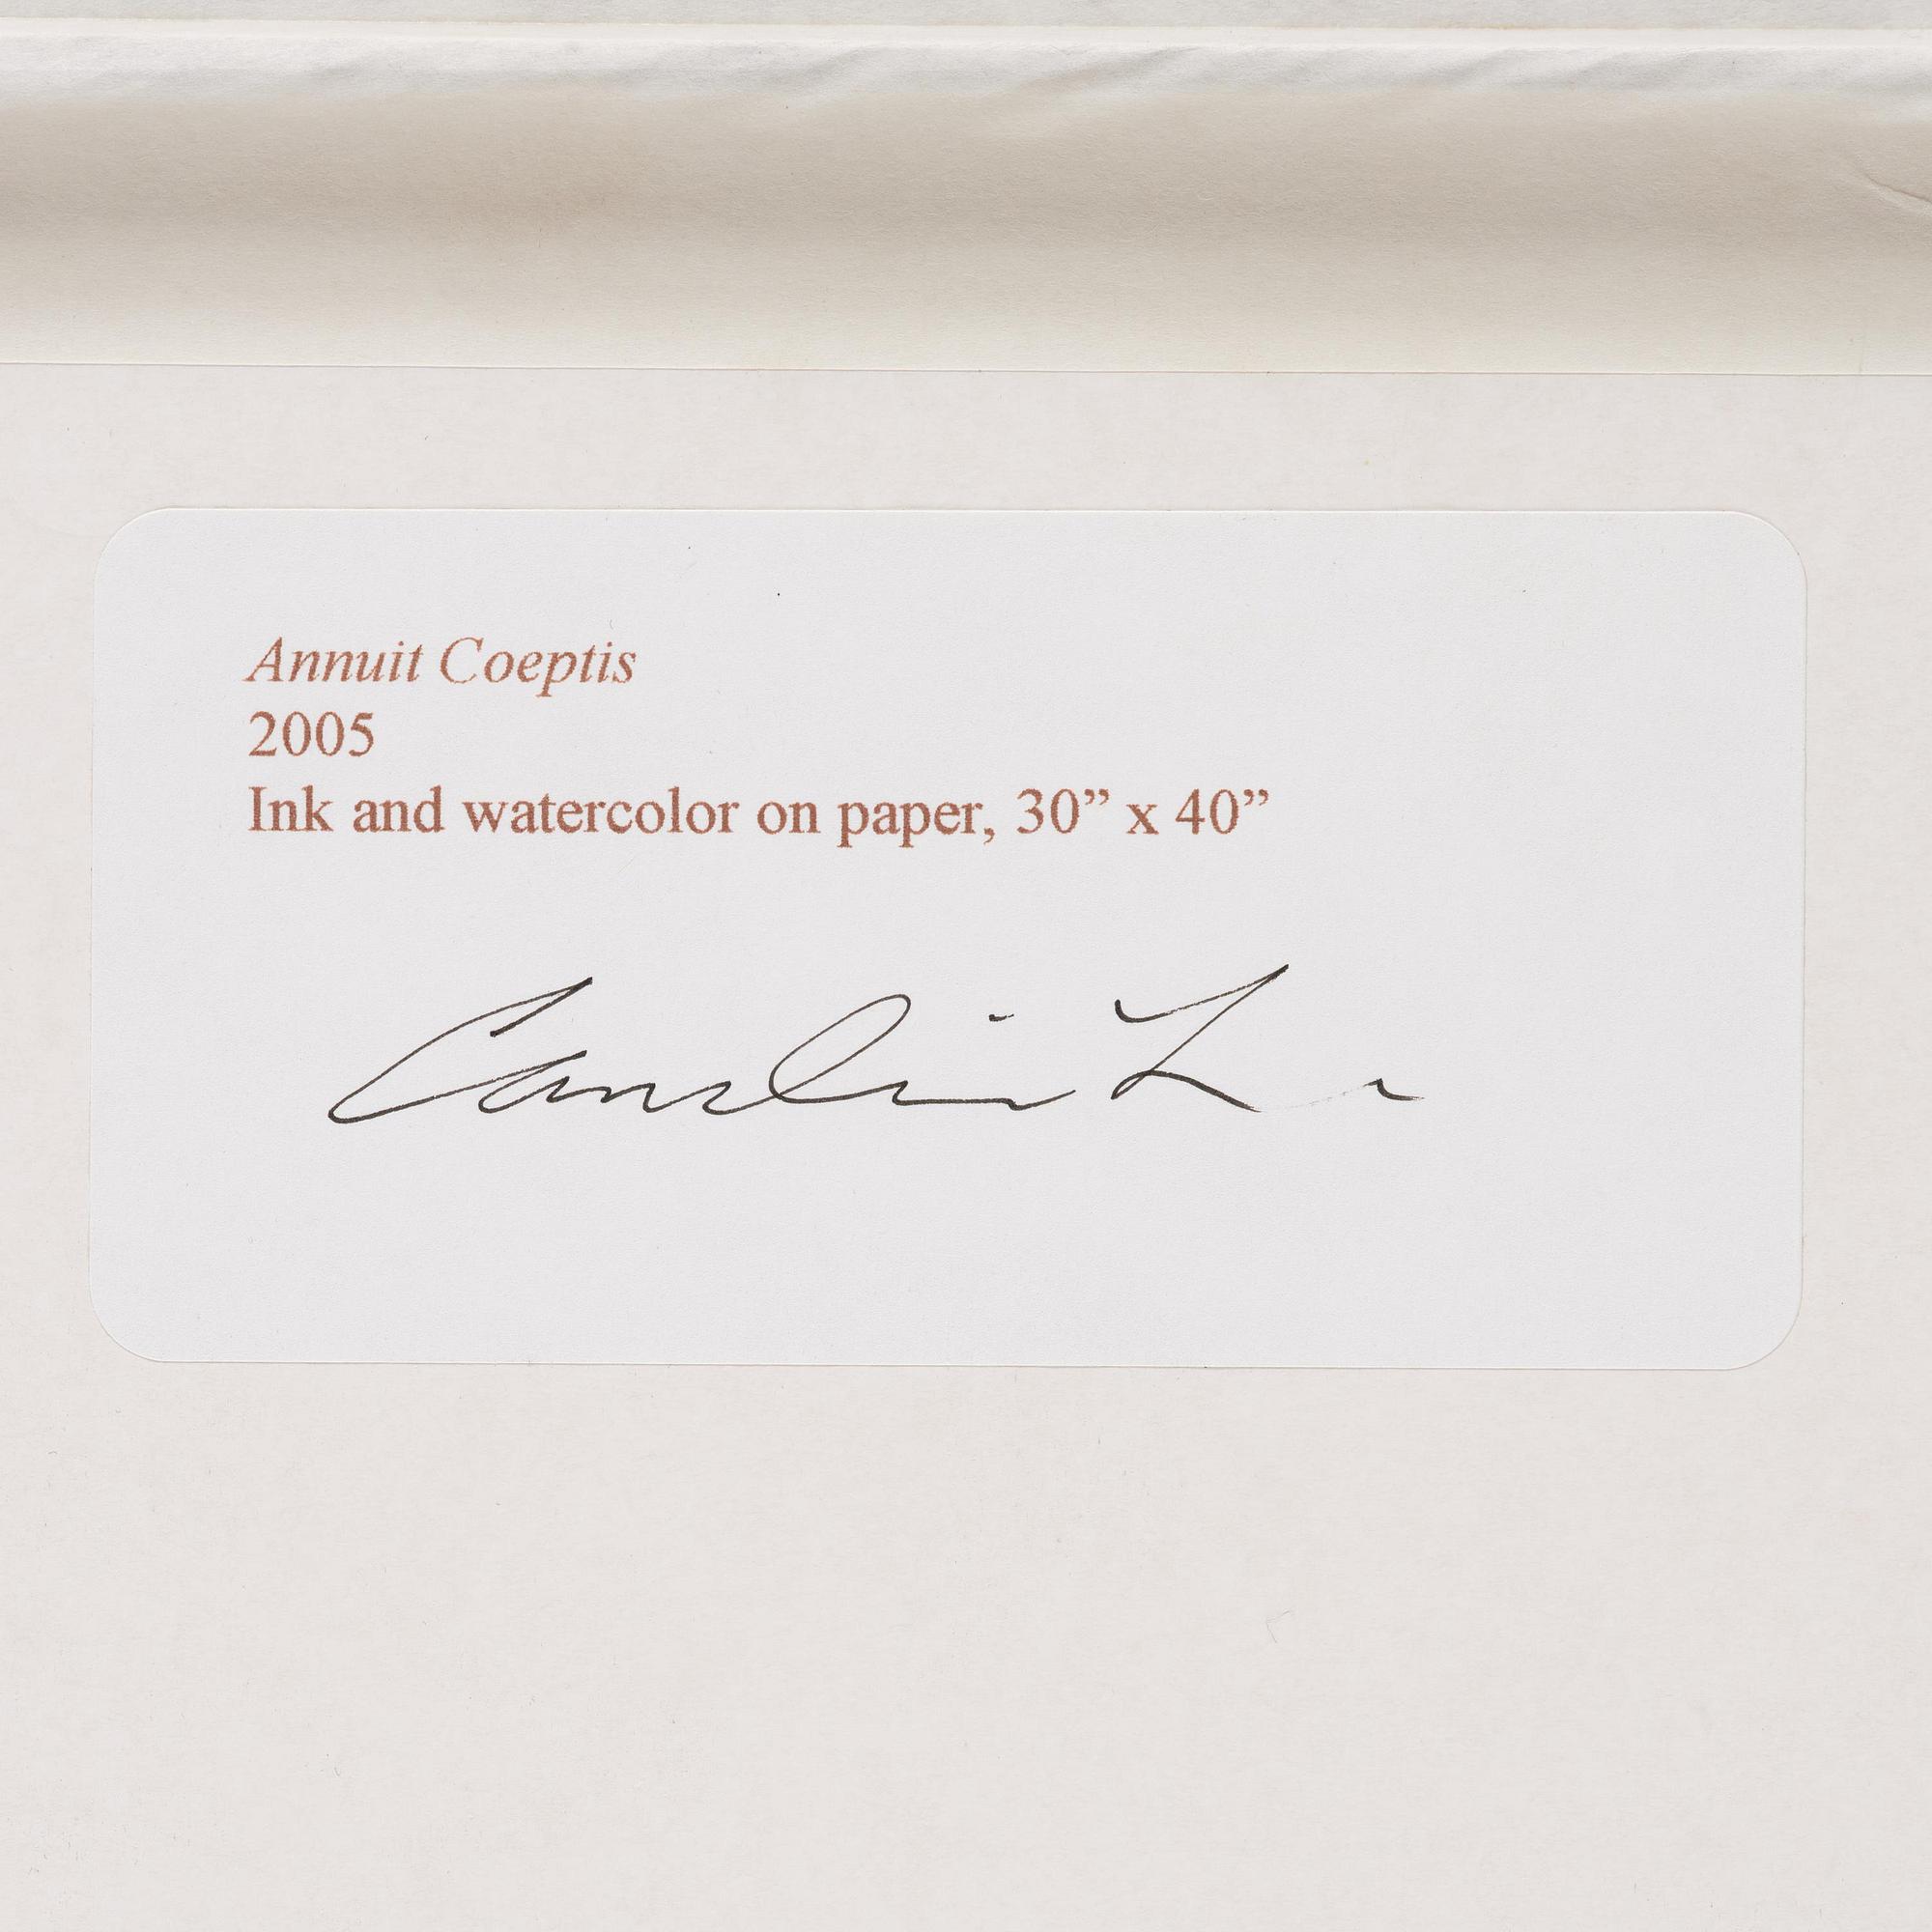 Annuit Coeptis
2005
Ink and watercolor on paper, 30” x 40”